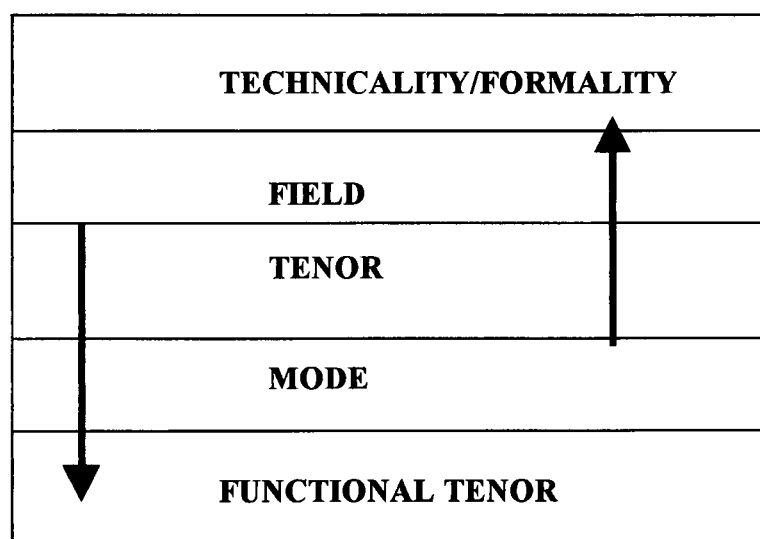 TECHNICALITY/FORMALITY
FIELD
TENOR
MODE
FUNCTIONAL TENOR